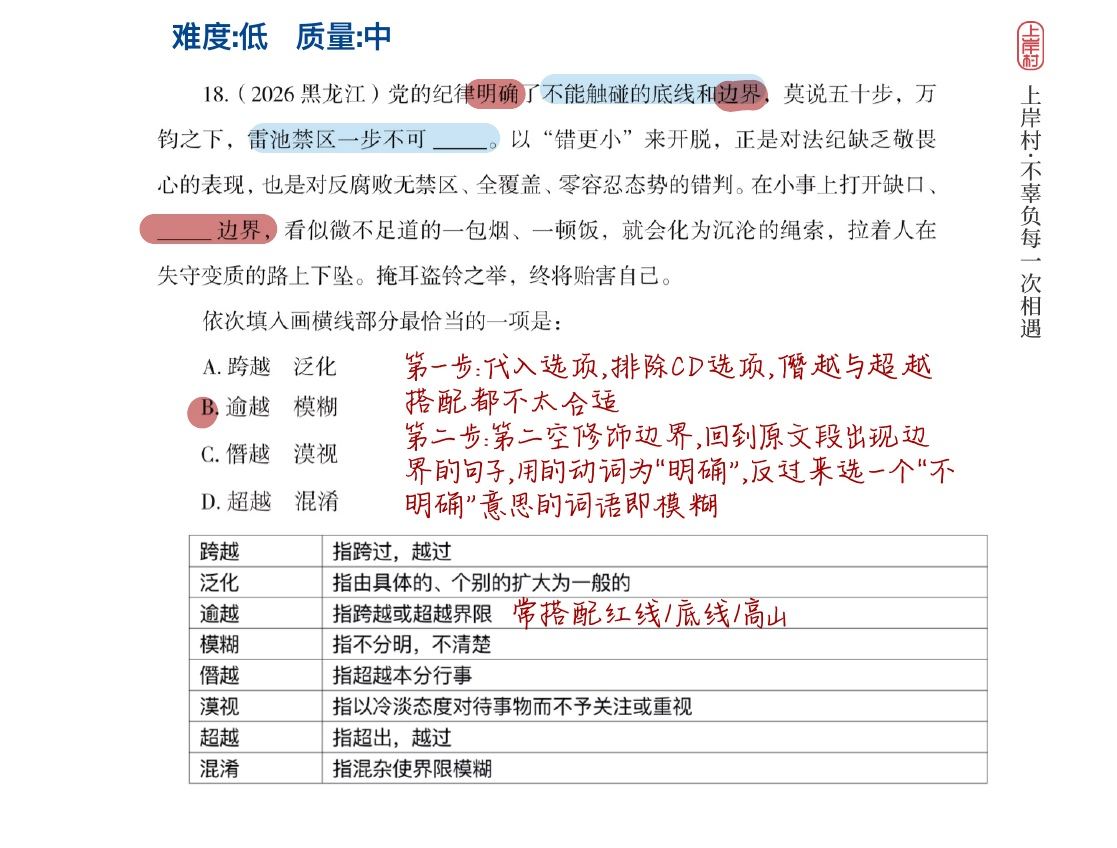 难度:低 质量:中
18.（2026 黑龙江）党的纪律明确了不能触碰的底线和边界，莫说五十步，万
钧之下，雷池禁区一步不可 _____。以“错更小”来开脱，正是对法纪缺乏敬畏
心的表现，也是对反腐败无禁区、全覆盖、零容忍态势的错判。在小事上打开缺口、
_____ 边界，看似微不足道的一包烟、一顿饭，就会化为沉沦的绳索，拉着人在
失守变质的路上下坠。掩耳盗铃之举，终将贻害自己。
依次填入画横线部分最恰当的一项是：
A. 跨越 泛化
B. 逾越 模糊
C. 僭越 漠视
D. 超越 混淆
第一步:代入选项,排除CD选项,僭越与超越
搭配都不太合适
第二步:第二空修饰边界,回到原文段出现边
界的句子,用的动词为“明确”,反过来选一个“不
明确”意思的词语即模糊
跨越 指跨过，越过
泛化 指由具体的、个别的扩大为一般的
逾越 指跨越或超越界限 常搭配红线/底线/高山
模糊 指不分明，不清楚
僭越 指超越本分行事
漠视 指以冷淡态度对待事物而不予关注或重视
超越 指超出，越过
混淆 指混杂使界限模糊
上岸村
上岸村·不辜负每一次相遇